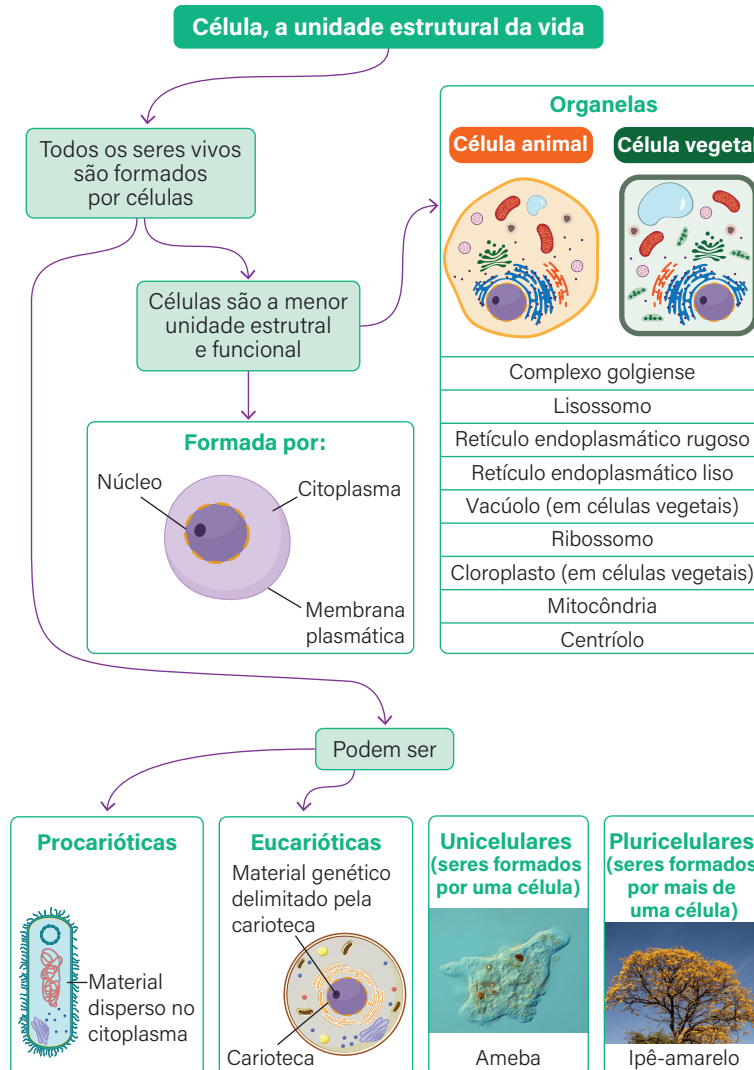 Célula, a unidade estrutural da vida
Todos os seres vivos
são formados
por células
Células são a menor
unidade estrutral
e funcional
Formada por:
Núcleo
Citoplasma
Membrana
plasmática
Organelas
Célula animal
Célula vegetal
Complexo golgiense
Lisossomo
Retículo endoplasmático rugoso
Retículo endoplasmático liso
Vacúolo (em células vegetais)
Ribossomo
Cloroplasto (em células vegetais)
Mitocôndria
Centríolo
Podem ser
Procarióticas
Material
disperso no
citoplasma
Eucarióticas
Material genético
delimitado pela
carioteca
Carioteca
Unicelulares
(seres formados
por uma célula)
Ameba
Pluricelulares
(seres formados
por mais de
uma célula)
Ipê-amarelo